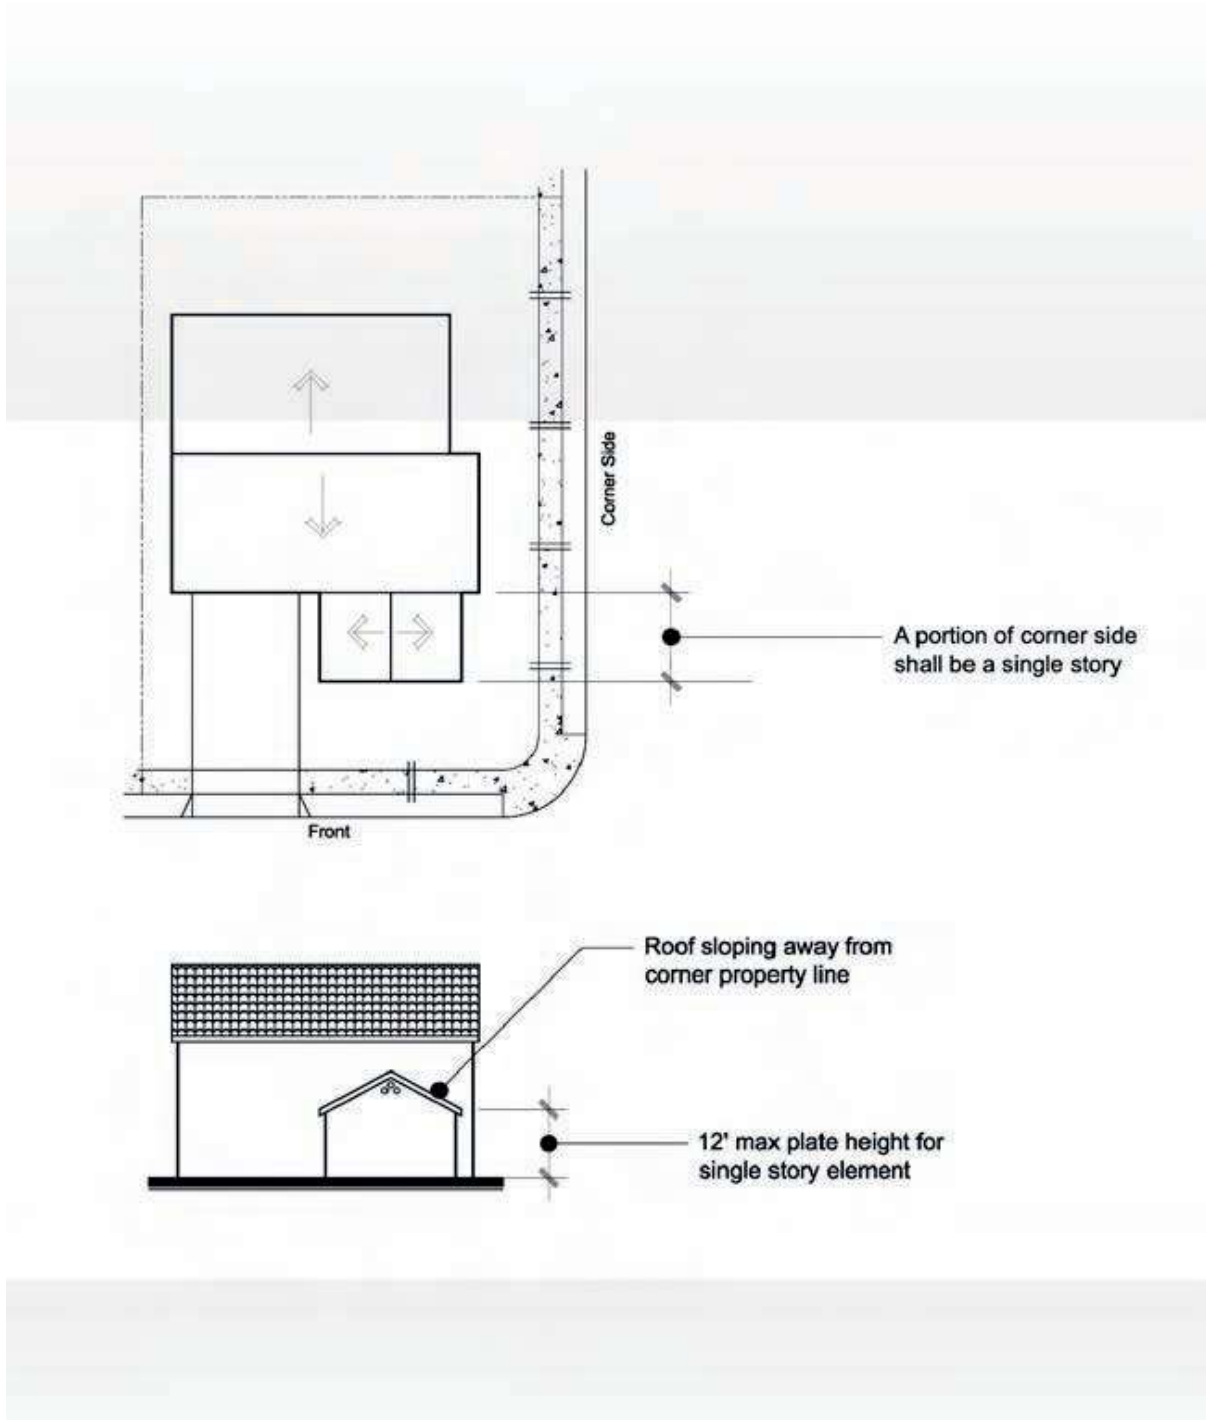 Corner Side
A portion of corner side
shall be a single story
Front
Roof sloping away from
corner property line
12' max plate height for
single story element